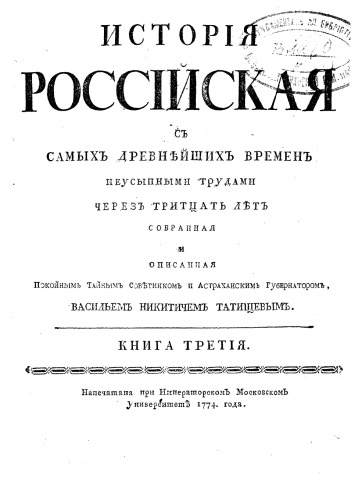 ИСТОРІЯ
РОССІЙСКАЯ
СЪ
САМЫХЪ ДРЕВНѢЙШИХЪ ВРЕМЕНЪ
НЕУСЫПНЫМИ ТРУДАМИ
ЧЕРЕЗЪ ТРИТЦАТЬ ЛѢТЪ
СОБРАННАЯ
И
ОПИСАННАЯ
ПОКОЙНЫМЪ ТАЙНЫМЪ СОВѢТНИКОМЪ И АСТРАХАНСКИМЪ ГУБЕРНАТОРОМЪ,
ВАСИЛЬЕМЪ НИКИТИЧЕМЪ ТАТИЩЕВЫМЪ.
КНИГА ТРЕТІЯ.
Напечатана при Императорскомъ Московскомъ
Университетѣ 1774. года.